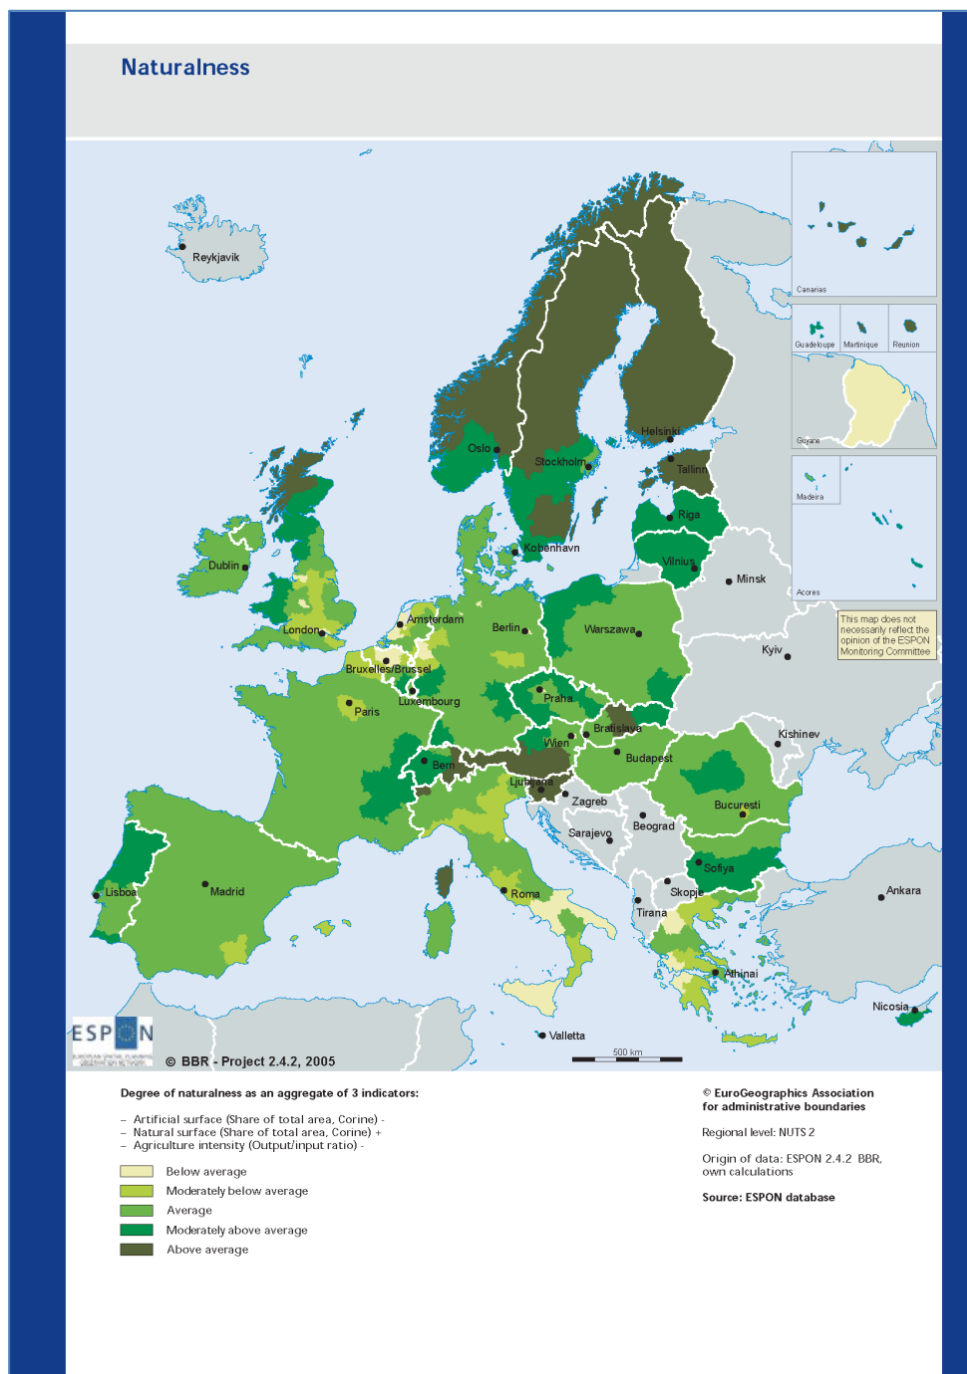 Naturalness
Reykjavik
Canarias
Guadeloupe
Martinique
Reunion
Guyane
Madeira
Acores
This map does not
necessarily reflect the
opinion of the ESPON
Monitoring Committee
Oslo
Stockholm
Helsinki
Tallinn
Riga
Vilnius
Minsk
Kobenhavn
Dublin
London
Amsterdam
Berlin
Warszawa
Kyiv
Bruxelles/Brussel
Luxembourg
Paris
Praha
Kishinev
Wien
Bratislava
Budapest
Bern
Ljubljana
Zagreb
Bucuresti
Beograd
Sarajevo
Sofiya
Skopje
Tirana
Ankara
Lisboa
Madrid
Roma
Athinai
Nicosia
Valletta
500 km
ESPON
EUROPEAN SPATIAL PLANNING
OBSERVATION NETWORK
© BBR - Project 2.4.2, 2005
Degree of naturalness as an aggregate of 3 indicators:
– Artificial surface (Share of total area, Corine) -
– Natural surface (Share of total area, Corine) +
– Agriculture intensity (Output/input ratio) -
Below average
Moderately below average
Average
Moderately above average
Above average
© EuroGeographics Association
for administrative boundaries
Regional level: NUTS 2
Origin of data: ESPON 2.4.2 BBR,
own calculations
Source: ESPON database